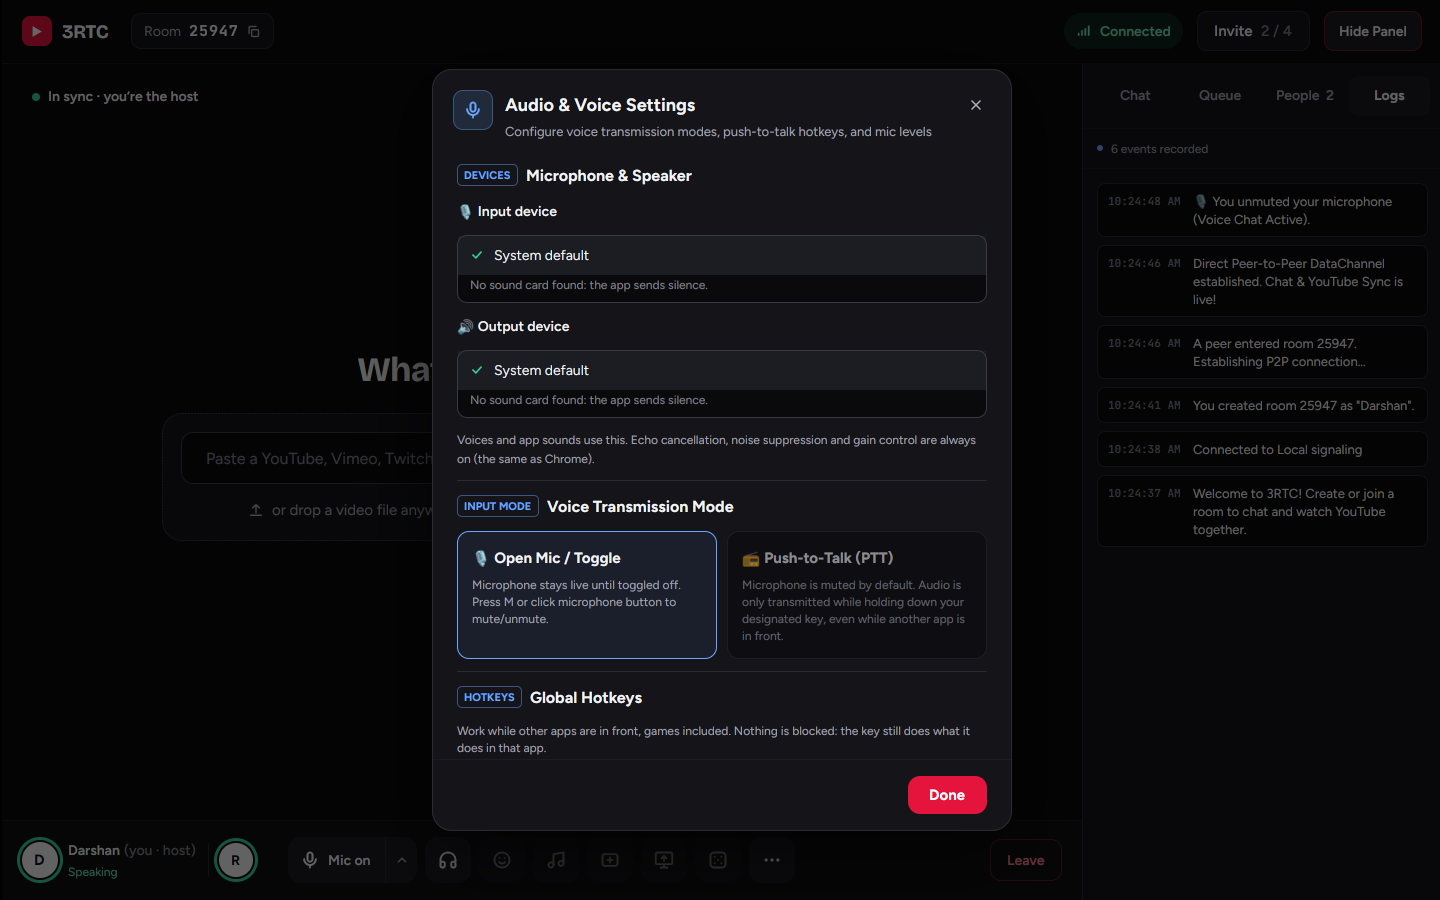 3RTC
Room 25947
Connected
Invite 2 / 4
Hide Panel
In sync · you're the host
Chat
Queue
People 2
Logs
6 events recorded
10:24:48 AM
🎙️ You unmuted your microphone
(Voice Chat Active).
10:24:46 AM
Direct Peer-to-Peer DataChannel
established. Chat & YouTube Sync is
live!
10:24:46 AM
A peer entered room 25947.
Establishing P2P connection...
10:24:41 AM
You created room 25947 as "Darshan".
10:24:38 AM
Connected to Local signaling
10:24:37 AM
Welcome to 3RTC! Create or join a
room to chat and watch YouTube
together.
Paste a YouTube, Vimeo, Twitch
or drop a video file
Audio & Voice Settings
Configure voice transmission modes, push-to-talk hotkeys, and mic levels
DEVICES Microphone & Speaker
🎙️ Input device
System default
No sound card found: the app sends silence.
🔊 Output device
System default
No sound card found: the app sends silence.
Voices and app sounds use this. Echo cancellation, noise suppression and gain control are always
on (the same as Chrome).
INPUT MODE Voice Transmission Mode
🎙️ Open Mic / Toggle
Microphone stays live until toggled off.
Press M or click microphone button to
mute/unmute.
📻 Push-to-Talk (PTT)
Microphone is muted by default. Audio is
only transmitted while holding down your
designated key, even while another app is
in front.
HOTKEYS Global Hotkeys
Work while other apps are in front, games included. Nothing is blocked: the key still does what it
does in that app.
Done
D
Darshan (you · host)
Speaking
R
Mic on
Leave